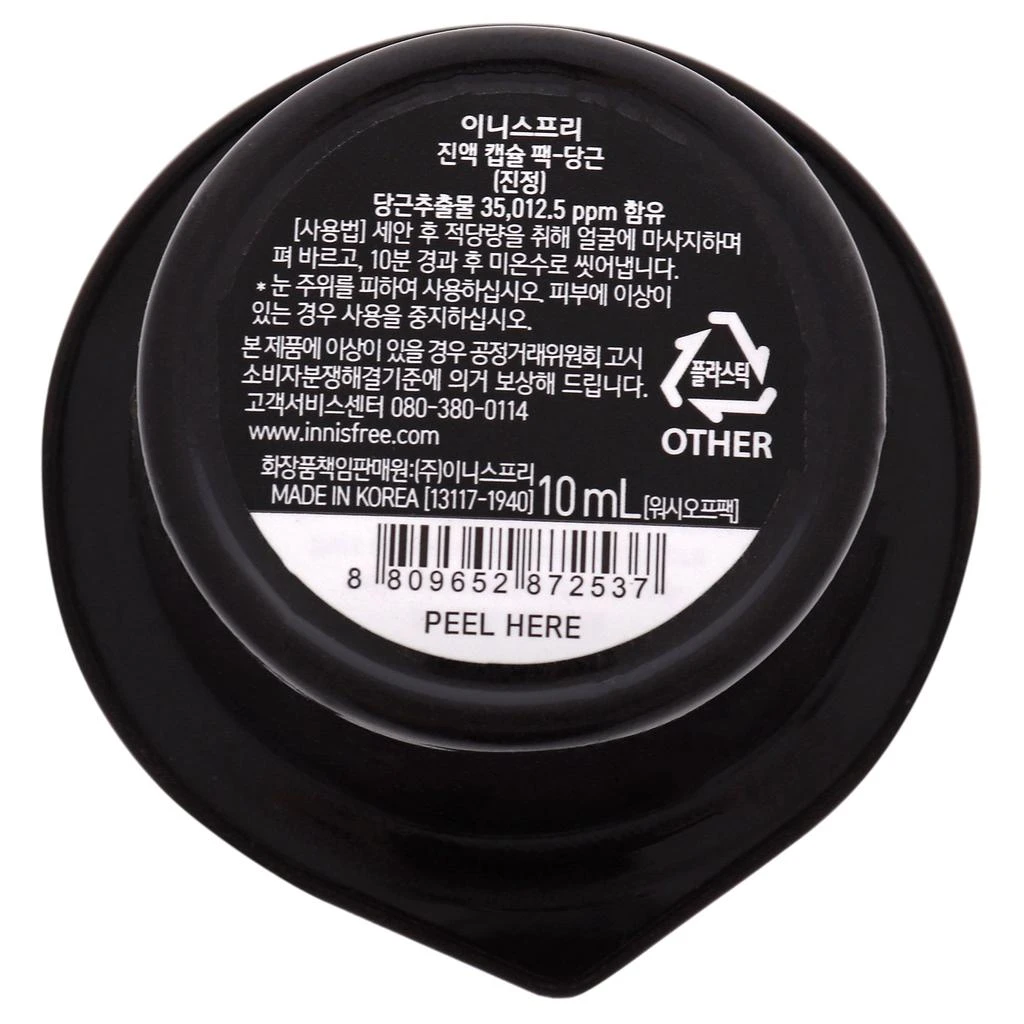 이니스프리
진액 캡슐 팩-당근
(진정)
당근추출물 35,012.5 ppm 함유
[사용법] 세안 후 적당량을 취해 얼굴에 마사지하며
펴 바르고, 10분 경과 후 미온수로 씻어냅니다.
* 눈 주위를 피하여 사용하십시오. 피부에 이상이
있는 경우 사용을 중지하십시오.
본 제품에 이상이 있을 경우 공정거래위원회 고시
소비자분쟁해결기준에 의거 보상해 드립니다.
고객서비스센터 080-380-0114
www.innisfree.com
플라스틱
OTHER
화장품책임판매원:(주)이니스프리
MADE IN KOREA [13117-1940] 10 mL [워시오프팩]
8 809652 872537
PEEL HERE